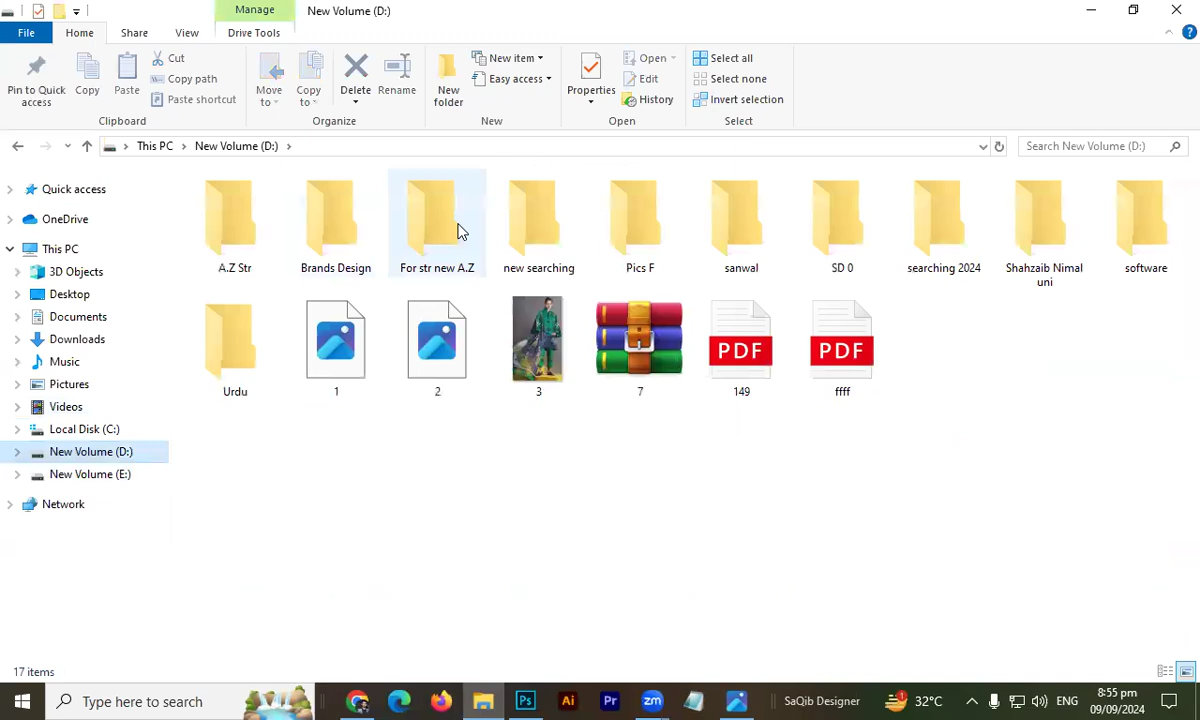 Manage
New Volume (D:)
File
Home
Share
View
Drive Tools
Pin to Quick access
Copy
Paste
Cut
Copy path
Paste shortcut
Clipboard
Move to
Copy to
Delete
Rename
Organize
New folder
New item
Easy access
New
Properties
Open
Edit
History
Open
Select all
Select none
Invert selection
Select
This PC
New Volume (D:)
Search New Volume (D:)
Quick access
OneDrive
This PC
3D Objects
Desktop
Documents
Downloads
Music
Pictures
Videos
Local Disk (C:)
New Volume (D:)
New Volume (E:)
Network
A.Z Str
Brands Design
For str new A.Z
new searching
Pics F
sanwal
SD 0
searching 2024
Shahzaib Nimal
uni
software
Urdu
1
2
3
7
PDF
149
PDF
ffff
17 items
Type here to search
Ps
Ai
Pr
zm
SaQib Designer
1
32°C
ENG
8:55 pm
09/09/2024